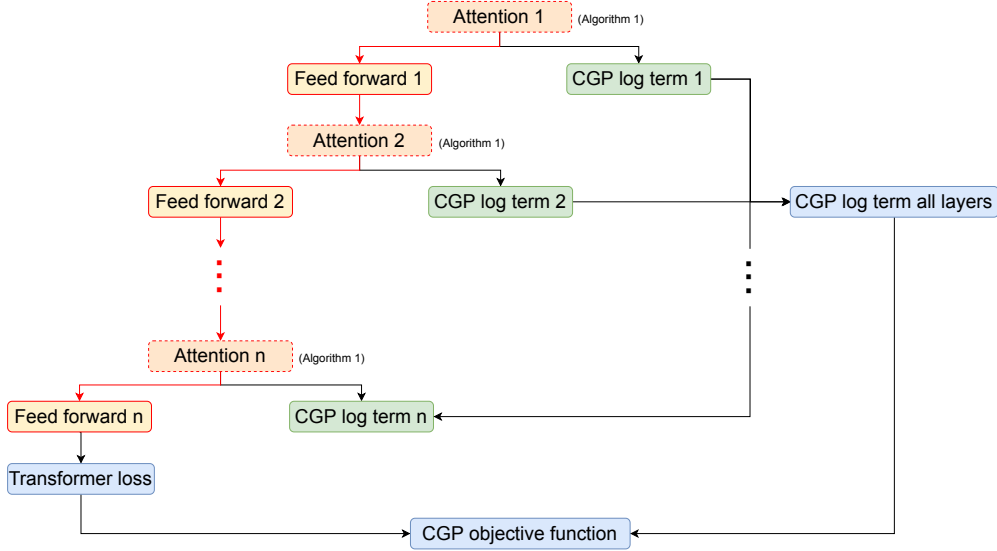 Attention 1
(Algorithm 1)
Feed forward 1
CGP log term 1
Attention 2
(Algorithm 1)
Feed forward 2
CGP log term 2
CGP log term all layers
Attention n
(Algorithm 1)
Feed forward n
CGP log term n
Transformer loss
CGP objective function